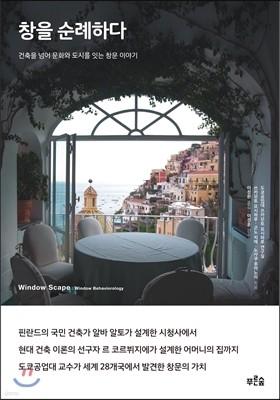 창을 순례하다
건축을 넘어 문화와 도시를 잇는 창문 이야기
Window Scape : Window Behaviorology
핀란드의 국민 건축가 알바 알토가 설계한 시청사에서
현대 건축 이론의 선구자 르 코르뷔지에가 설계한 어머니의 집까지
도쿄공업대 교수가 세계 28개국에서 발견한 창문의 가치
푸른숲